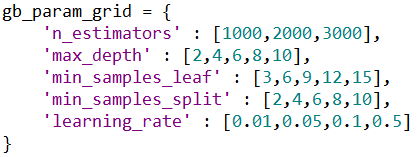 gb_param_grid = {
    'n_estimators' : [1000,2000,3000],
    'max_depth' : [2,4,6,8,10],
    'min_samples_leaf' : [3,6,9,12,15],
    'min_samples_split' : [2,4,6,8,10],
    'learning_rate' : [0.01,0.05,0.1,0.5]
}